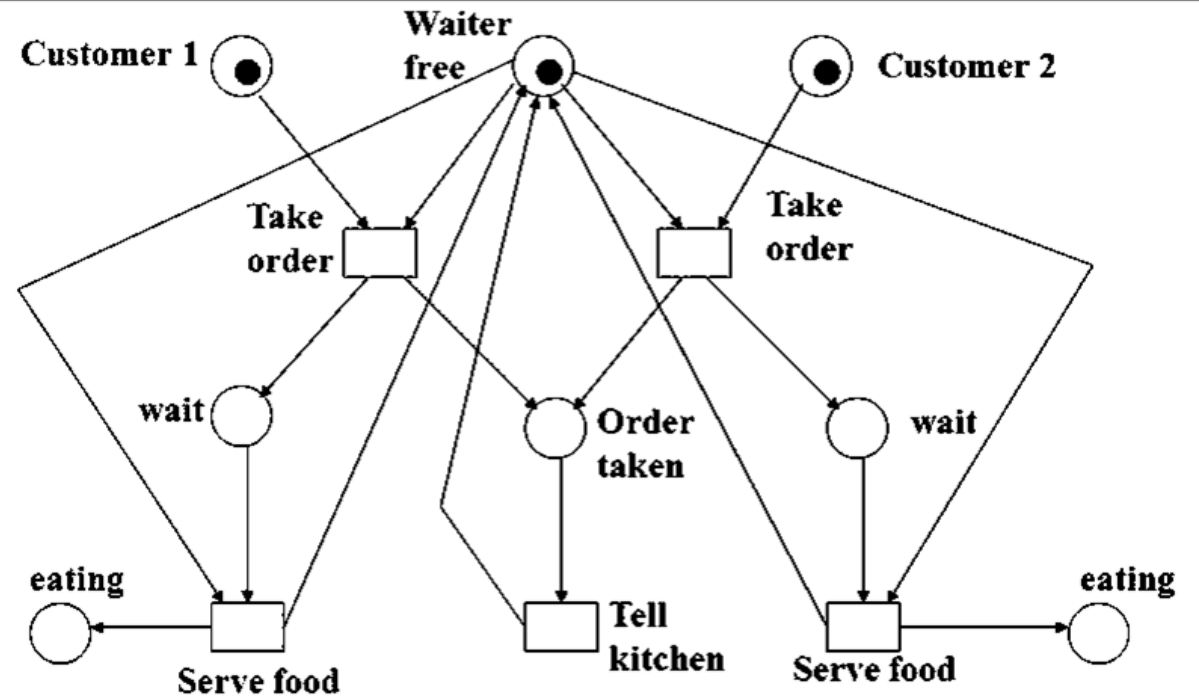 Customer 1
Waiter
free
Customer 2
Take
order
Take
order
wait
Order
taken
wait
eating
Serve food
Tell
kitchen
Serve food
eating